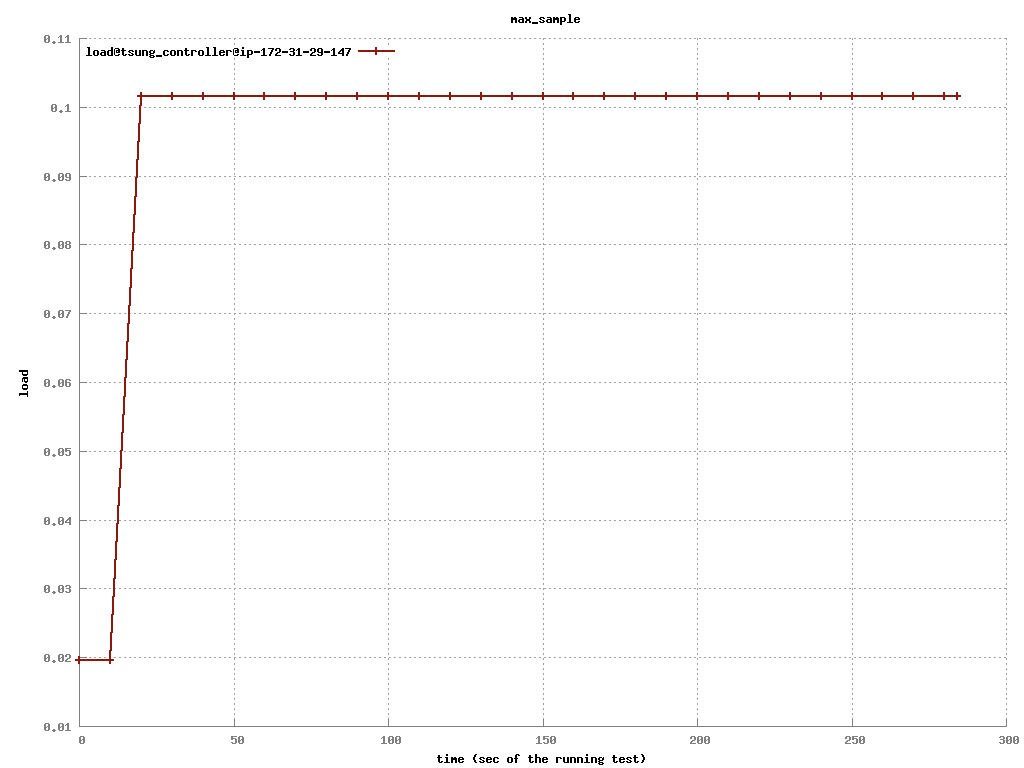 max_sample
load@tsung_controller@ip-172-31-29-147
0.11
0.1
0.09
0.08
0.07
0.06
0.05
0.04
0.03
0.02
0.01
load
0 50 100 150 200 250 300
time (sec of the running test)